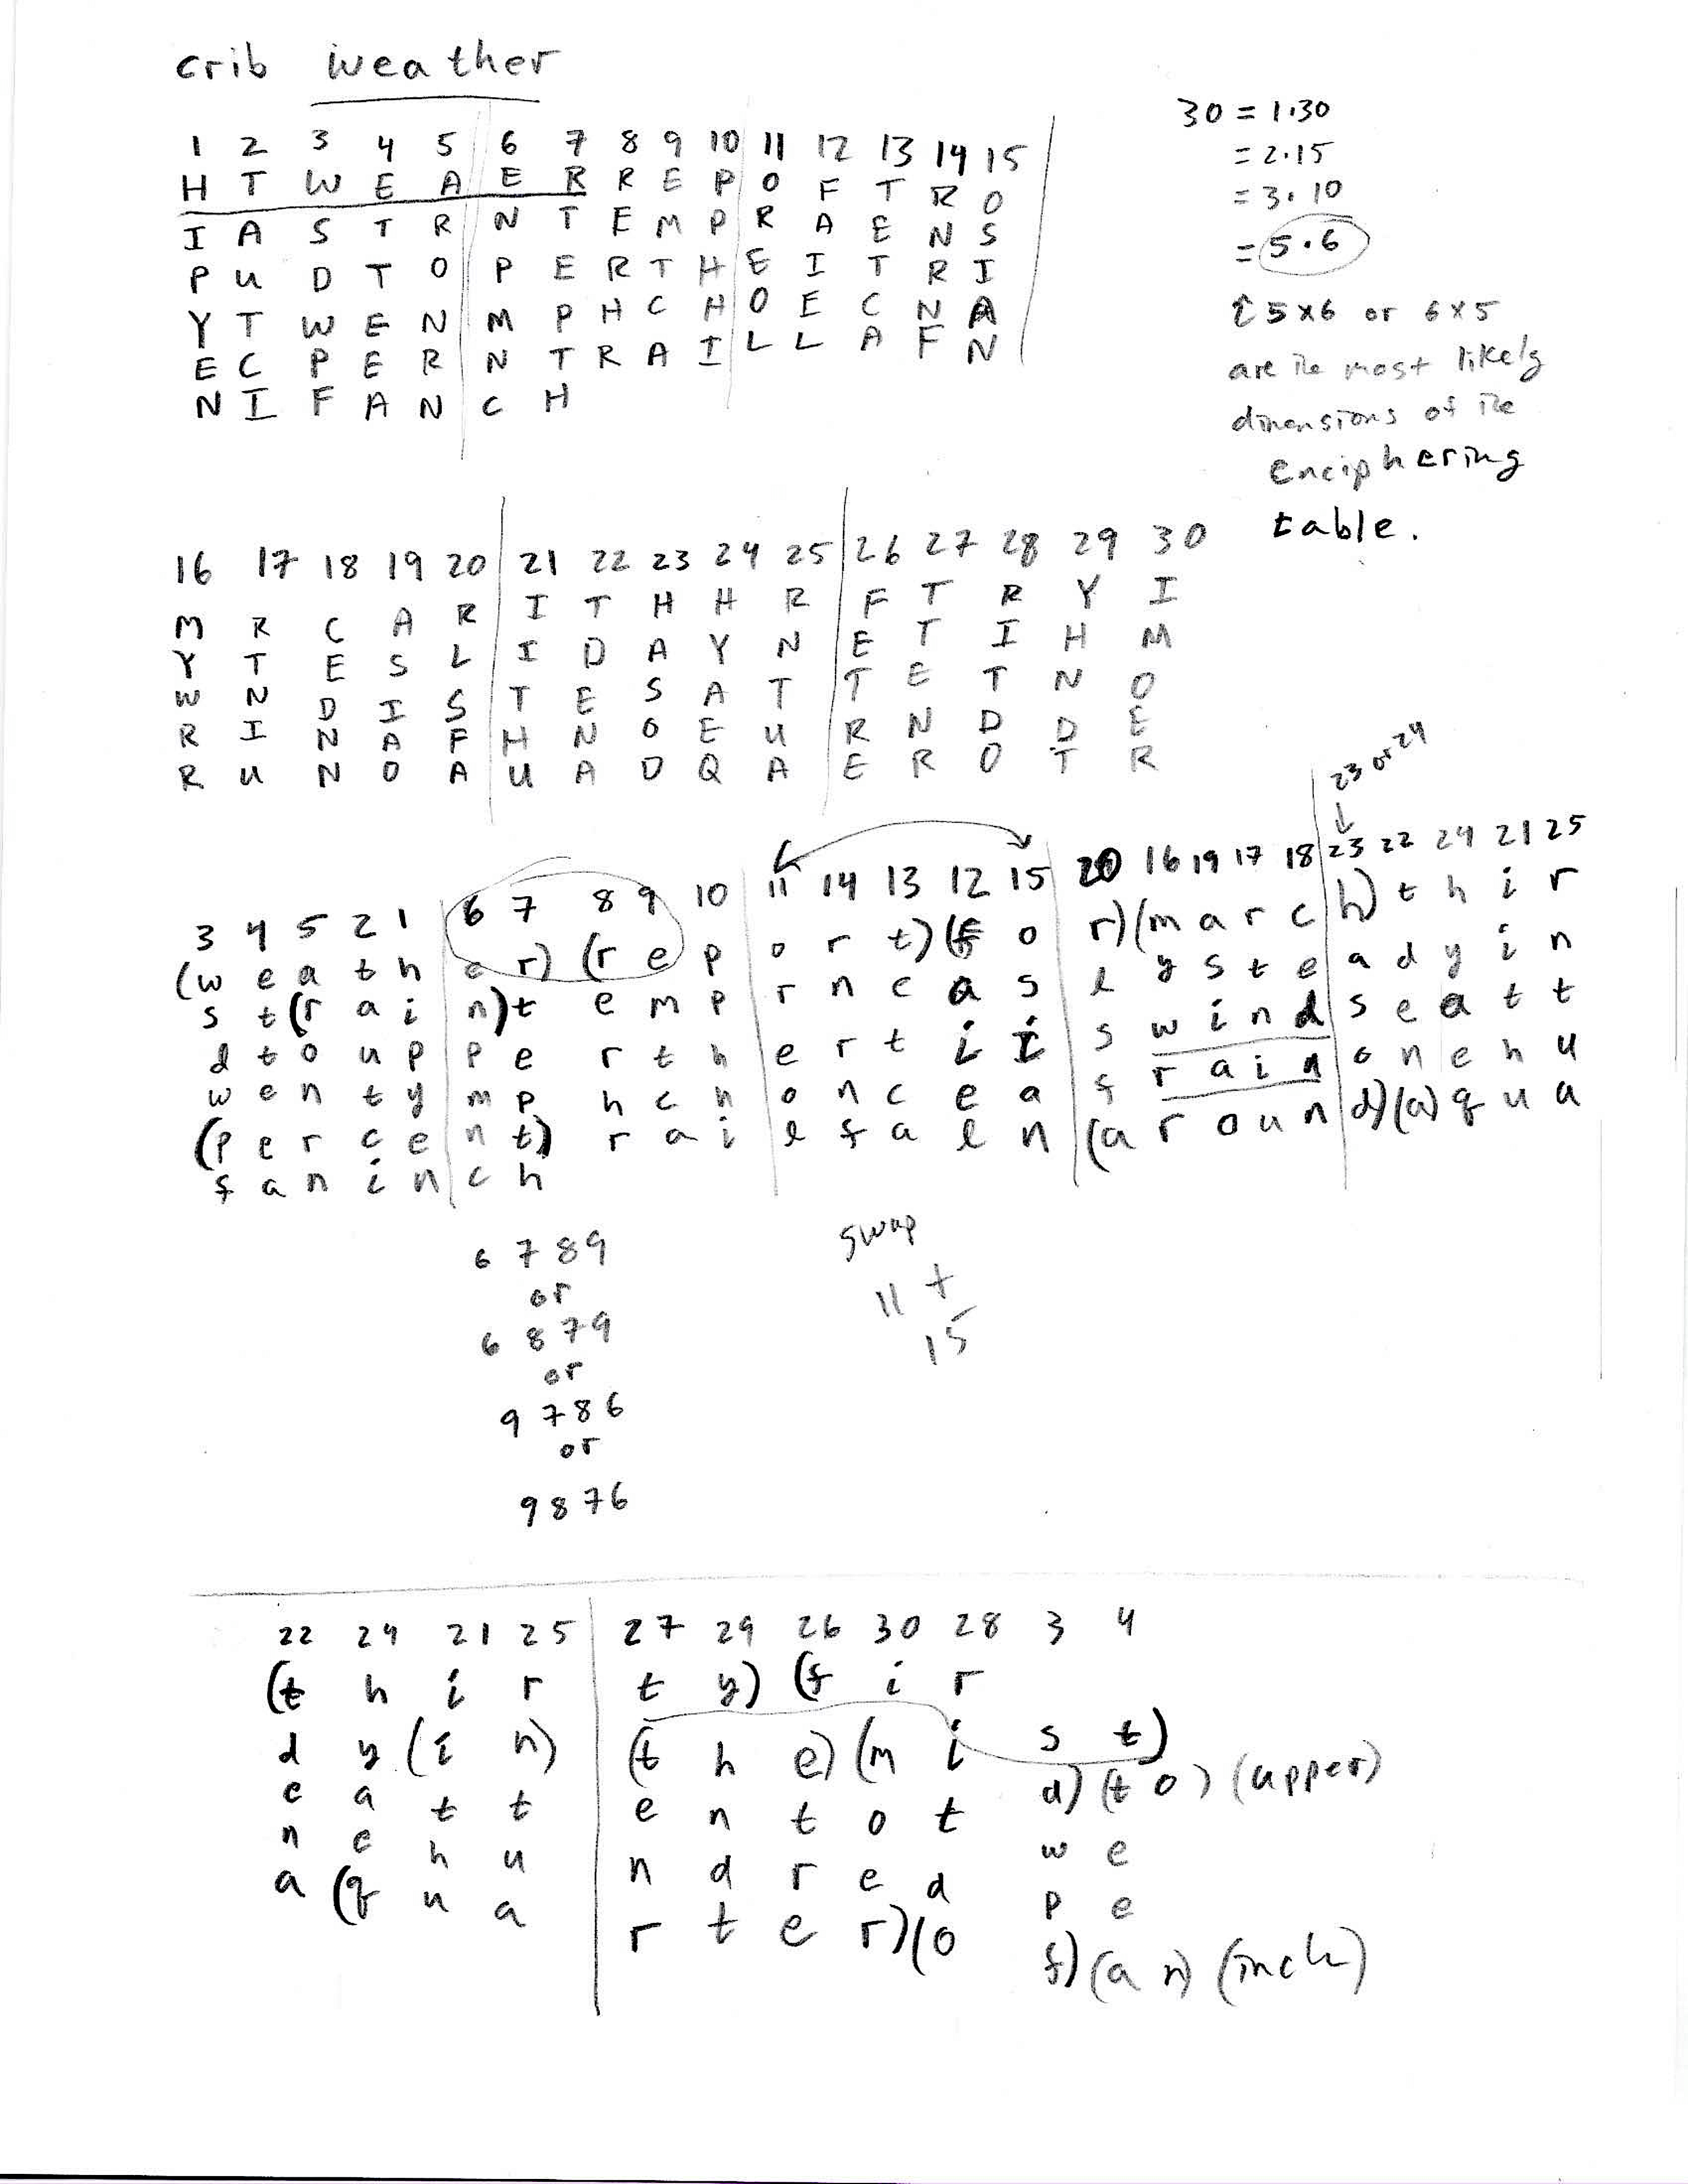 crib weather
30 = 1·30
= 2·15
= 3·10
= 5·6
5x6 or 6x5
are the most likely
dimensions of the
enciphering
table.
1 2 3 4 5 6 7 8 9 10 11 12 13 14 15
H T W E A E R R E P O F T R O
I A S T R N T E M P R A E N S
P U D T O P E R T H E I T R I
Y T W E N M P H C H O E C N A
E C P E R N T R A I L L A F N
N I F A N C H
16 17 18 19 20 21 22 23 24 25 26 27 28 29 30
M R C A R I T H H R F T R Y I
Y T E S L I D A Y N E T I H M
W N D I S T E S A T T E T N O
R I N A F H N O E U R N D D E
R U N O A U A D Q A E R O T R
23 or 24
3 4 5 2 1 6 7 8 9 10 11 14 13 12 15 20 16 19 17 18 23 22 24 21 25
(w e a t h e r) (r e p o r t) (f o r) (m a r c h) t h i r
s t (r a i n) t e m p r n e a s l y s t e a d y i n
d t o u p p e r t h e r t i i s w i n d s e a t t
w e n t y m p h c h o n c e a f r a i n o n e h u
(p e r c e n t) r a i l f a l n (a r o u n d) (a) q u a
f a n i n c h
6 7 8 9
or
6 8 7 9
or
9 7 8 6
or
9 8 7 6
swap
11 +
15
22 24 21 25 27 29 26 30 28 3 4
(t h i r t y) (f i r
d y (i n) (t h e) (m i s t)
e a t t e n t o t d) (t o) (upper)
n e h u n d r e d w e
a (q u a r t e r) (o p e
f) (a n) (inch)